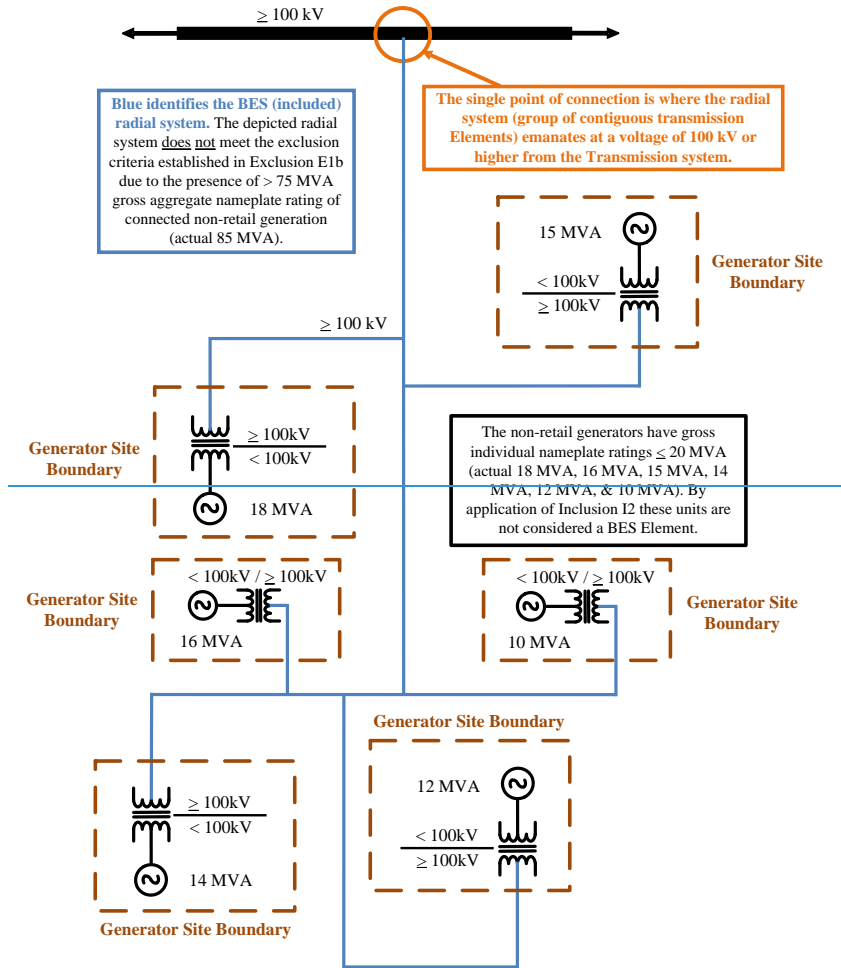 ≥ 100 kV
Blue identifies the BES (included)
radial system. The depicted radial
system does not meet the exclusion
criteria established in Exclusion E1b
due to the presence of > 75 MVA
gross aggregate nameplate rating of
connected non-retail generation
(actual 85 MVA).
The single point of connection is where the radial
system (group of contiguous transmission
Elements) emanates at a voltage of 100 kV or
higher from the Transmission system.
15 MVA
< 100kV
≥ 100kV
Generator Site
Boundary
≥ 100 kV
Generator Site
Boundary
≥ 100kV
< 100kV
18 MVA
The non-retail generators have gross
individual nameplate ratings ≤ 20 MVA
(actual 18 MVA, 16 MVA, 15 MVA, 14
MVA, 12 MVA, & 10 MVA). By
application of Inclusion I2 these units are
not considered a BES Element.
Generator Site
Boundary
< 100kV / ≥ 100kV
16 MVA
< 100kV / ≥ 100kV
10 MVA
Generator Site
Boundary
Generator Site Boundary
≥ 100kV
< 100kV
14 MVA
Generator Site Boundary
12 MVA
< 100kV
≥ 100kV